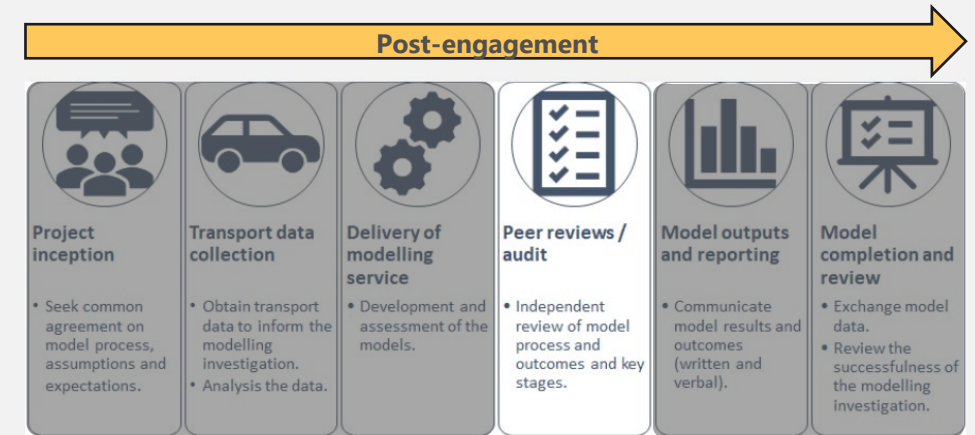 Post-engagement
Project
inception
• Seek common
agreement on
model process,
assumptions and
expectations.
Transport data
collection
• Obtain transport
data to inform the
modelling
investigation.
• Analysis the data.
Delivery of
modelling
service
• Development and
assessment of the
models.
Peer reviews /
audit
• Independent
review of model
process and
outcomes and key
stages.
Model outputs
and reporting
• Communicate
model results and
outcomes
(written and
verbal).
Model
completion and
review
• Exchange model
data.
• Review the
successfulness of
the modelling
investigation.